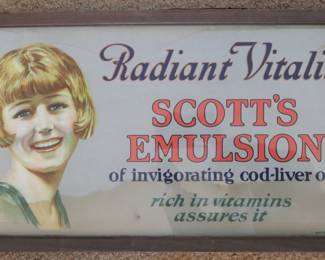 Radiant Vitali
SCOTT'S
EMULSION
of invigorating cod-liver o
rich in vitamins
assures it